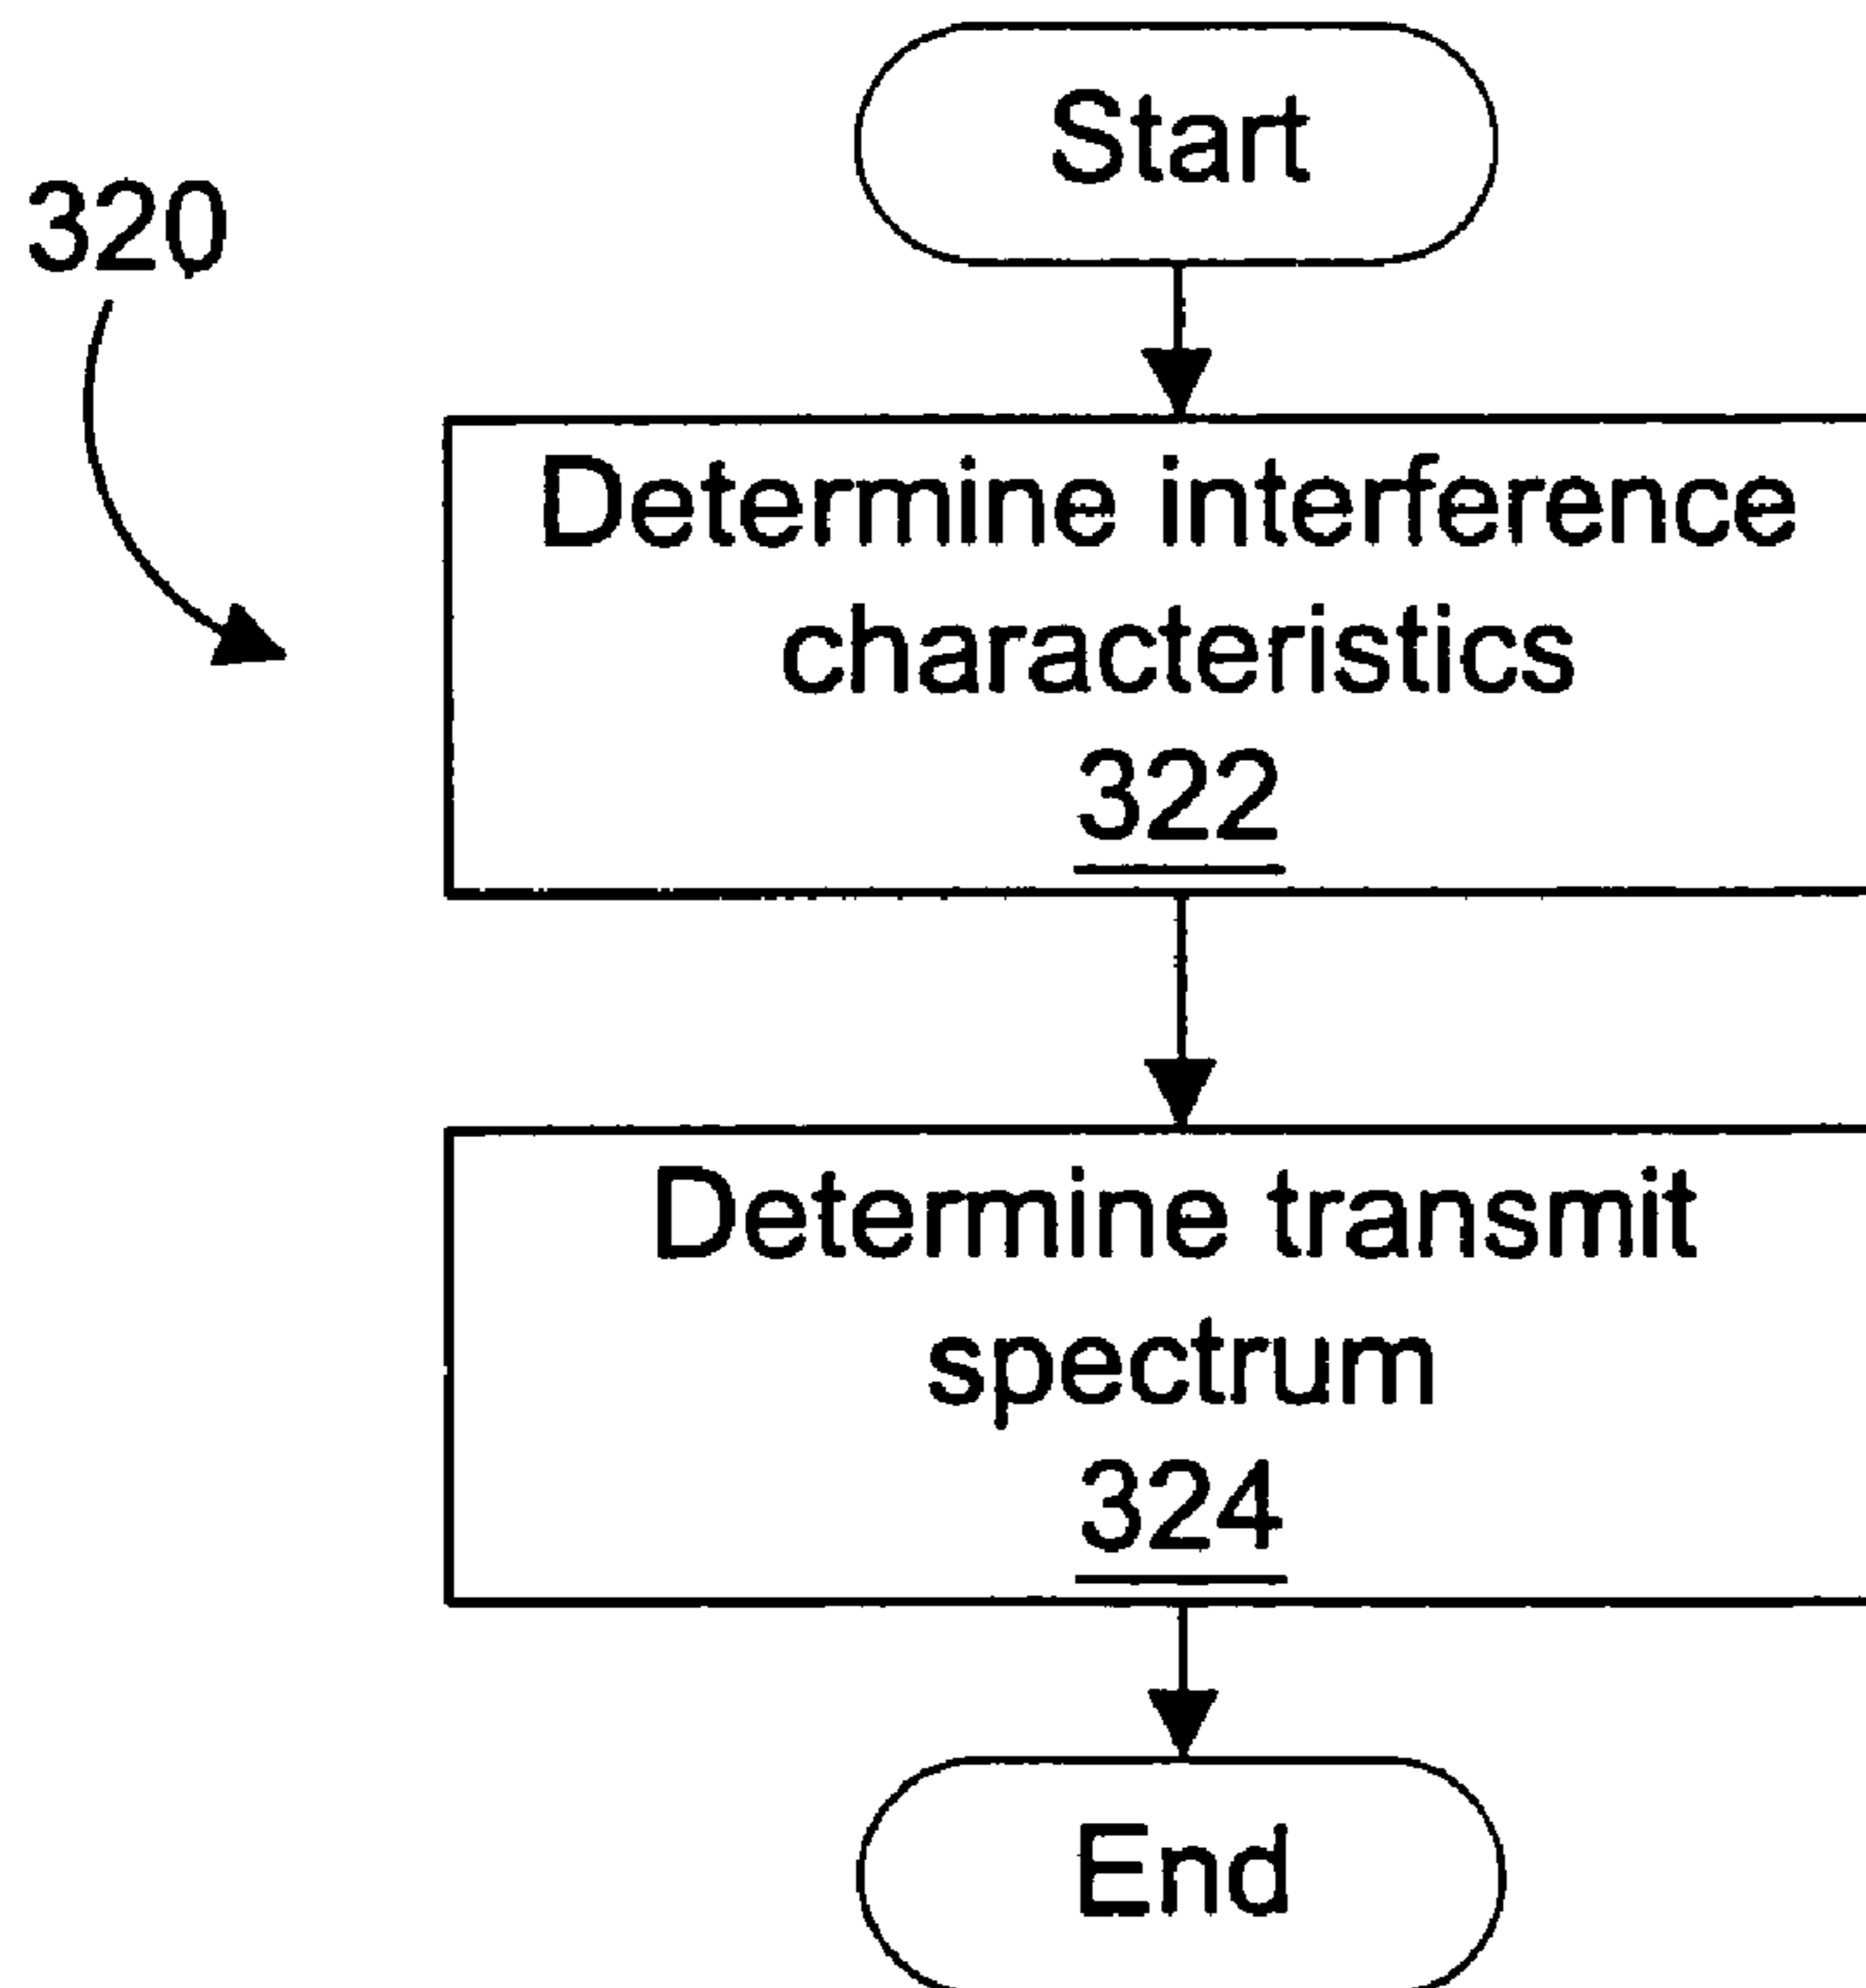 Start
320
Determine interference
characteristics
322
Determine transmit
spectrum
324
End